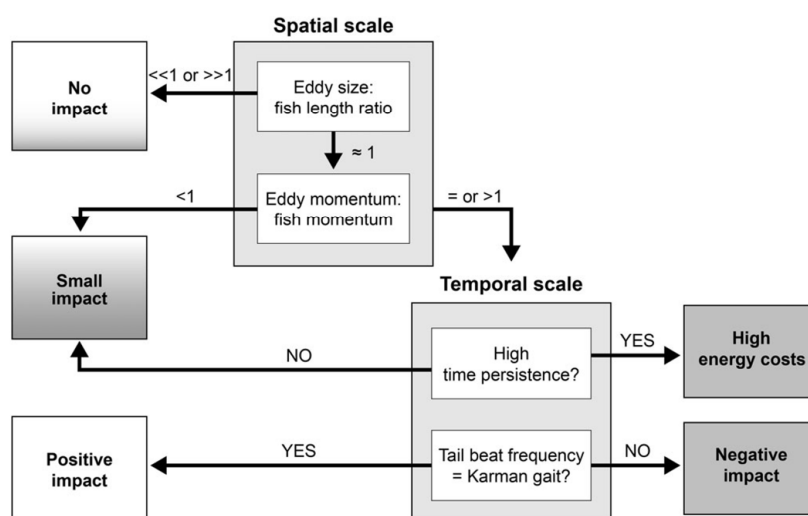 Spatial scale
<<1 or >>1
No
impact
Eddy size:
fish length ratio
≈ 1
<1
Eddy momentum:
fish momentum
= or >1
Small
impact
Temporal scale
NO
High
time persistence?
YES
High
energy costs
Positive
impact
YES
Tail beat frequency
= Karman gait?
NO
Negative
impact